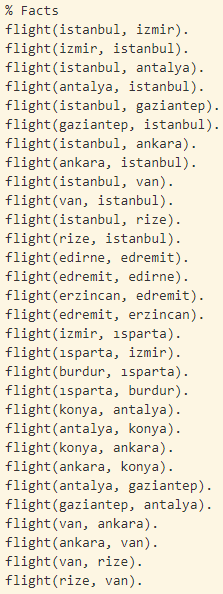 % Facts
flight(istanbul, izmir).
flight(izmir, istanbul).
flight(istanbul, antalya).
flight(antalya, istanbul).
flight(istanbul, gaziantep).
flight(gaziantep, istanbul).
flight(istanbul, ankara).
flight(ankara, istanbul).
flight(istanbul, van).
flight(van, istanbul).
flight(istanbul, rize).
flight(rize, istanbul).
flight(edirne, edremit).
flight(edremit, edirne).
flight(erzincan, edremit).
flight(edremit, erzincan).
flight(izmir, ısparta).
flight(ısparta, izmir).
flight(burdur, ısparta).
flight(ısparta, burdur).
flight(konya, antalya).
flight(antalya, konya).
flight(konya, ankara).
flight(ankara, konya).
flight(antalya, gaziantep).
flight(gaziantep, antalya).
flight(van, ankara).
flight(ankara, van).
flight(van, rize).
flight(rize, van).